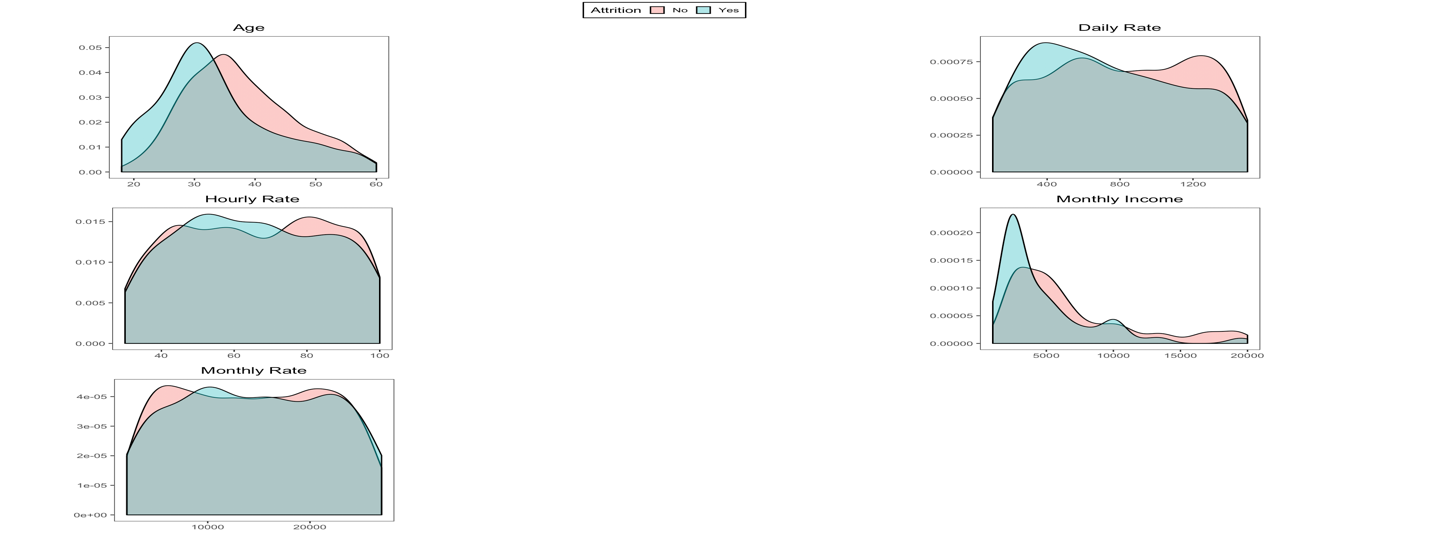 Attrition No Yes
Age
0.05
0.04
0.03
0.02
0.01
0.00
20 30 40 50 60
Daily Rate
0.00075
0.00050
0.00025
0.00000
400 800 1200
Hourly Rate
0.015
0.010
0.005
0.000
40 60 80 100
Monthly Income
0.00020
0.00015
0.00010
0.00005
0.00000
5000 10000 15000 20000
Monthly Rate
4e-05
3e-05
2e-05
1e-05
0e+00
10000 20000